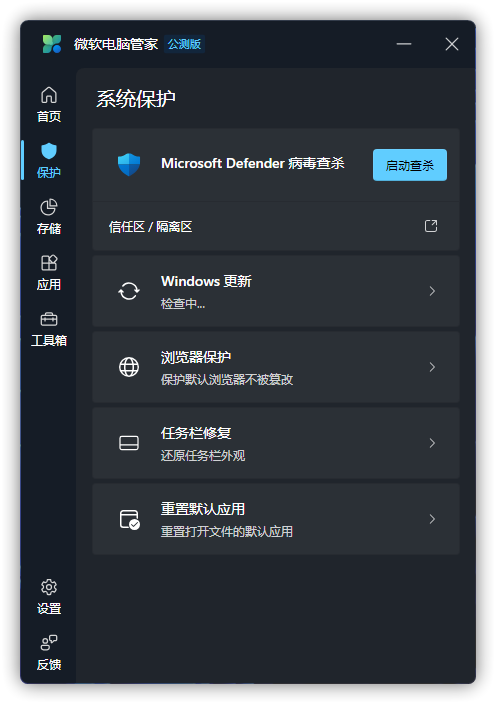 微软电脑管家 公测版
首页
保护
存储
应用
工具箱
设置
反馈
系统保护
Microsoft Defender 病毒查杀
启动查杀
信任区 / 隔离区
Windows 更新
检查中...
浏览器保护
保护默认浏览器不被篡改
任务栏修复
还原任务栏外观
重置默认应用
重置打开文件的默认应用